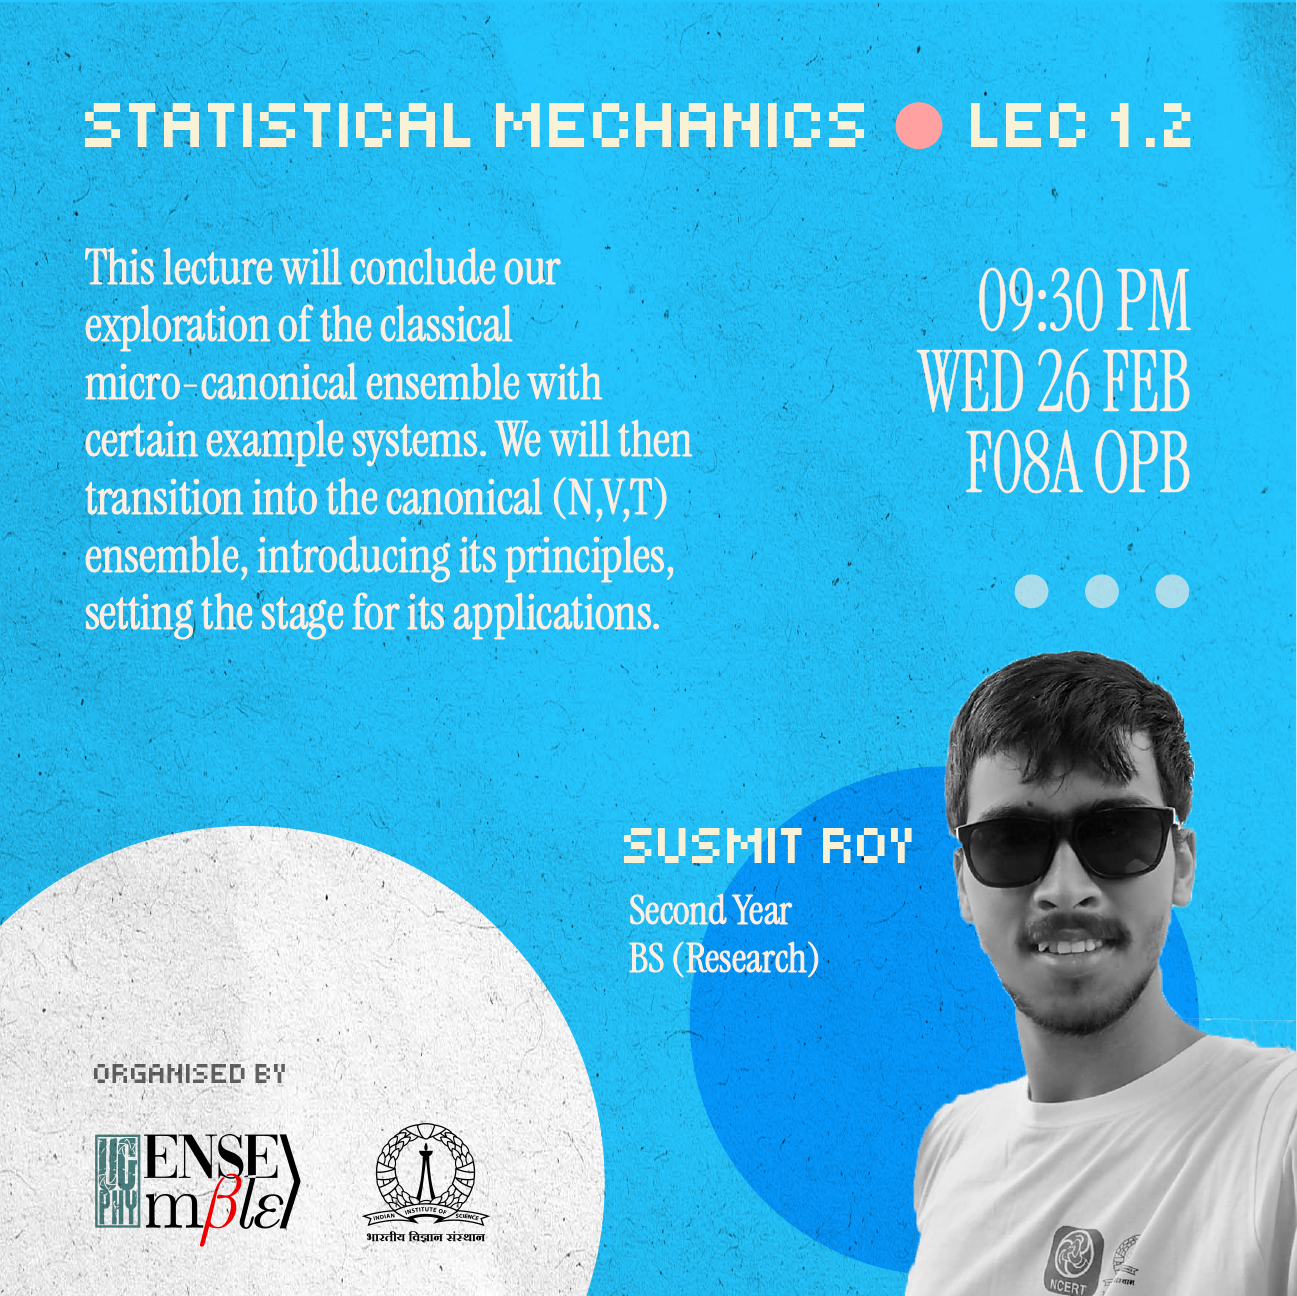 STATISTICAL MECHANICS ● LEC 1.2
This lecture will conclude our
exploration of the classical
micro-canonical ensemble with
certain example systems. We will then
transition into the canonical (N,V,T)
ensemble, introducing its principles,
setting the stage for its applications.
09:30 PM
WED 26 FEB
F08A OPB
SUSMIT ROY
Second Year
BS (Research)
ORGANISED BY
UG
PHY
ENSE
mβlε⟩
INDIAN INSTITUTE OF SCIENCE
भारतीय विज्ञान संस्थान
NCERT